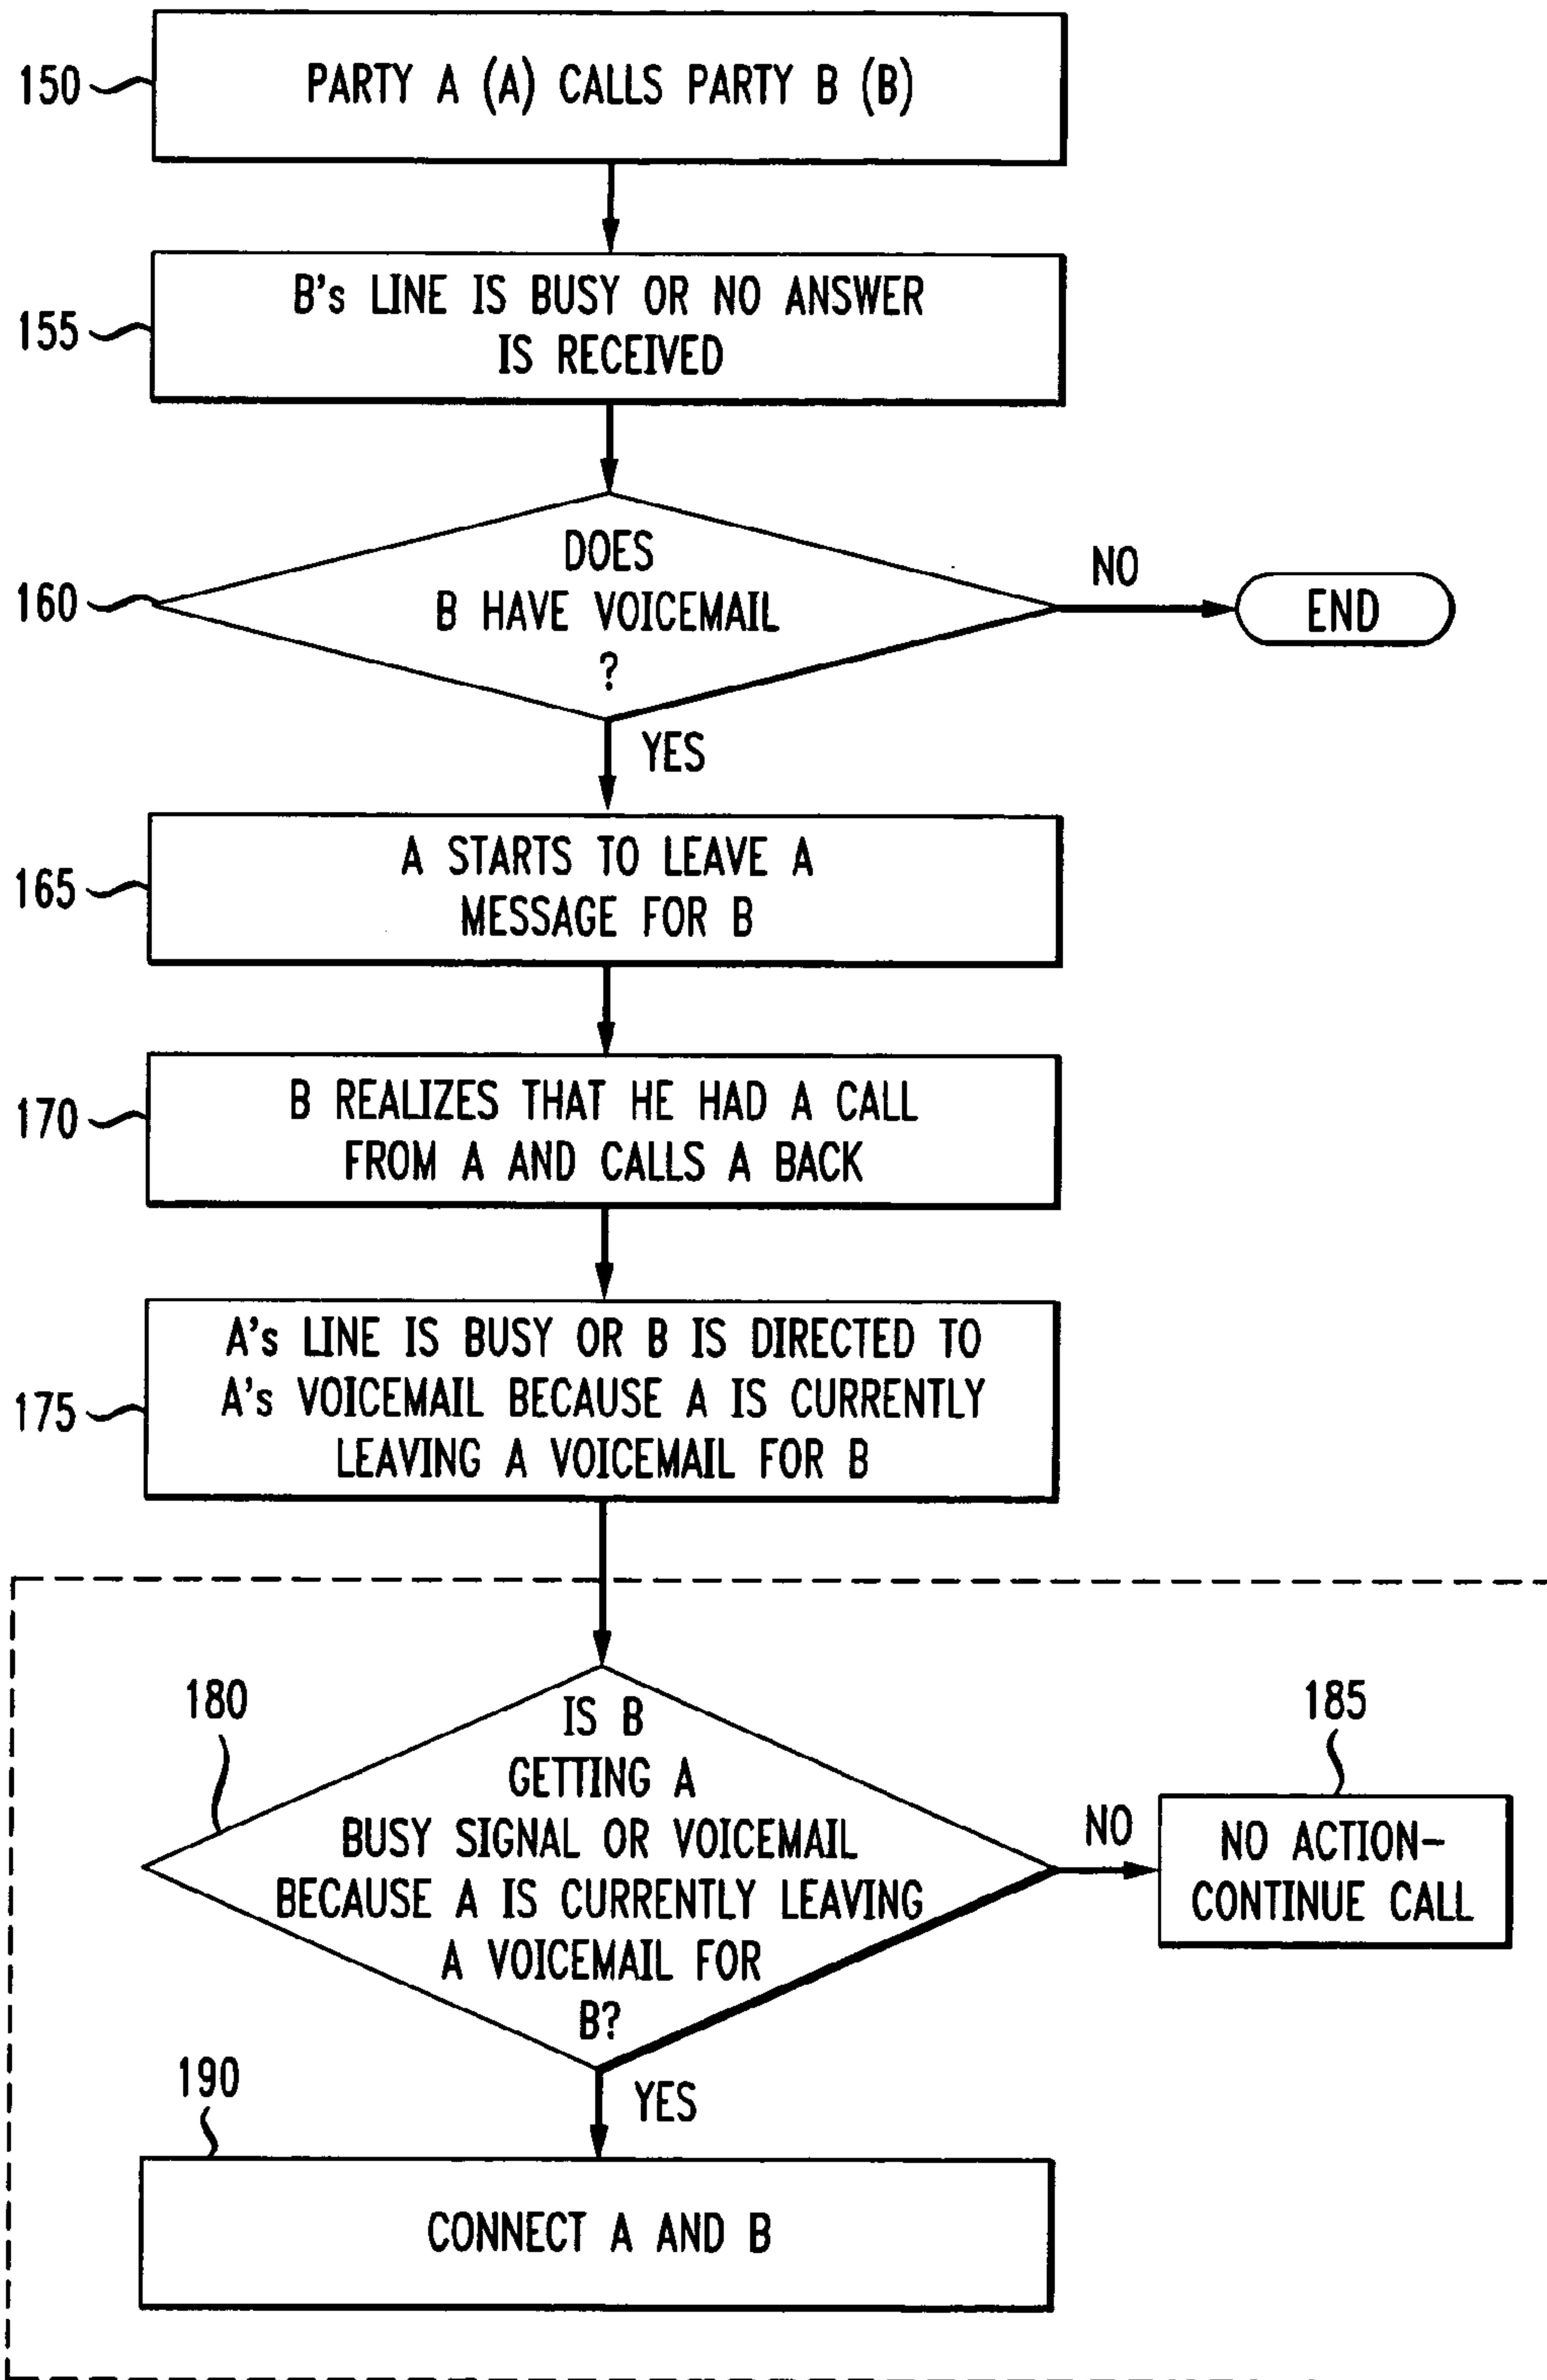 150
PARTY A (A) CALLS PARTY B (B)
155
B's LINE IS BUSY OR NO ANSWER
IS RECEIVED
160
DOES
B HAVE VOICEMAIL
?
NO
END
YES
165
A STARTS TO LEAVE A
MESSAGE FOR B
170
B REALIZES THAT HE HAD A CALL
FROM A AND CALLS A BACK
175
A's LINE IS BUSY OR B IS DIRECTED TO
A's VOICEMAIL BECAUSE A IS CURRENTLY
LEAVING A VOICEMAIL FOR B
180
IS B
GETTING A
BUSY SIGNAL OR VOICEMAIL
BECAUSE A IS CURRENTLY LEAVING
A VOICEMAIL FOR
B?
NO
185
NO ACTION-
CONTINUE CALL
YES
190
CONNECT A AND B